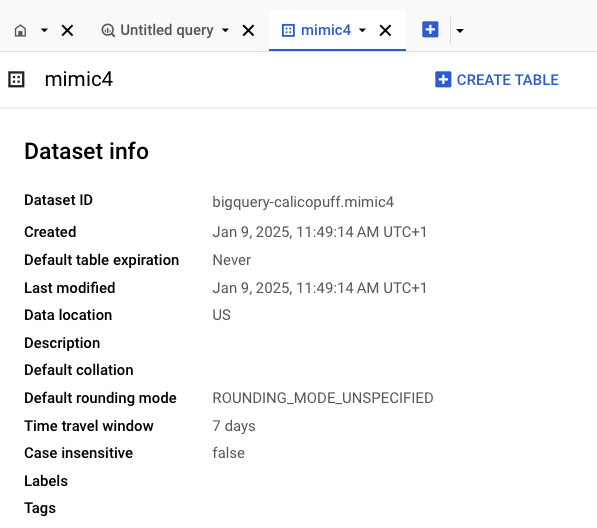 Untitled query
mimic4
mimic4
CREATE TABLE
Dataset info
Dataset ID bigquery-calicopuff.mimic4
Created Jan 9, 2025, 11:49:14 AM UTC+1
Default table expiration Never
Last modified Jan 9, 2025, 11:49:14 AM UTC+1
Data location US
Description
Default collation
Default rounding mode ROUNDING_MODE_UNSPECIFIED
Time travel window 7 days
Case insensitive false
Labels
Tags